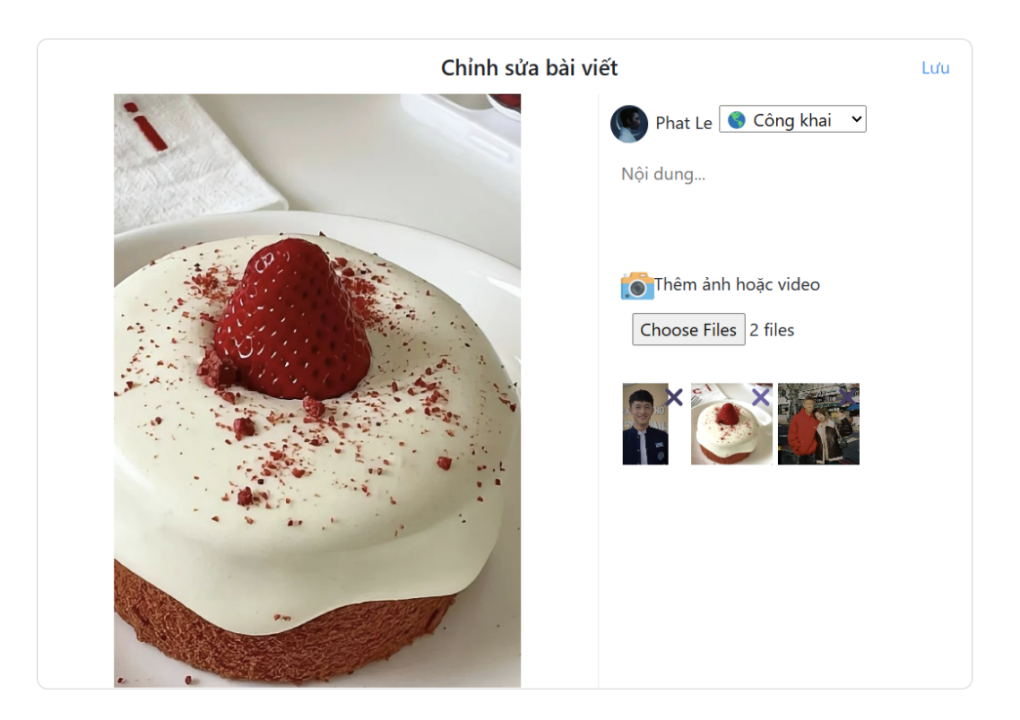 Chỉnh sửa bài viết
Lưu
Phat Le
Công khai
Nội dung...
Thêm ảnh hoặc video
Choose Files 2 files